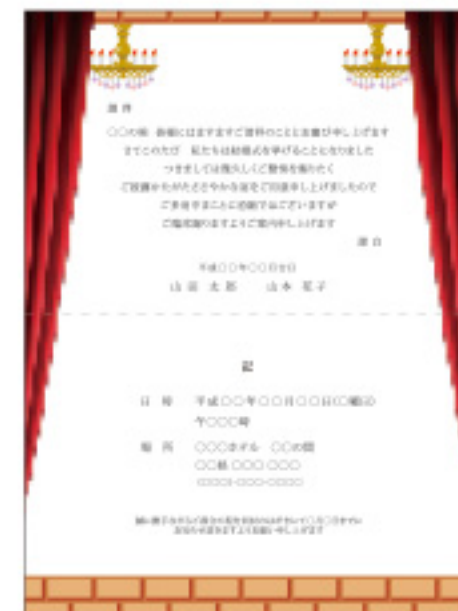 謹啓
○○の候 皆様にはますますご清祥のこととお慶び申し上げます
さてこのたび 私たちは結婚式を挙げることとなりました
つきましては幾久しくご懇情を賜りたく
ご披露かたがたささやかな宴をご用意申し上げましたので
ご多用中まことに恐縮ではございますが
ご臨席賜りますようご案内申し上げます
謹白
平成○○年○○月吉日
山田 太郎 山本 花子
記
日 時 平成○○年○○月○○日(○曜日)
午○○○時
場 所 ○○○ホテル ○○の間
○○県 ○○○ ○○○
○○○○-○○○-○○○○